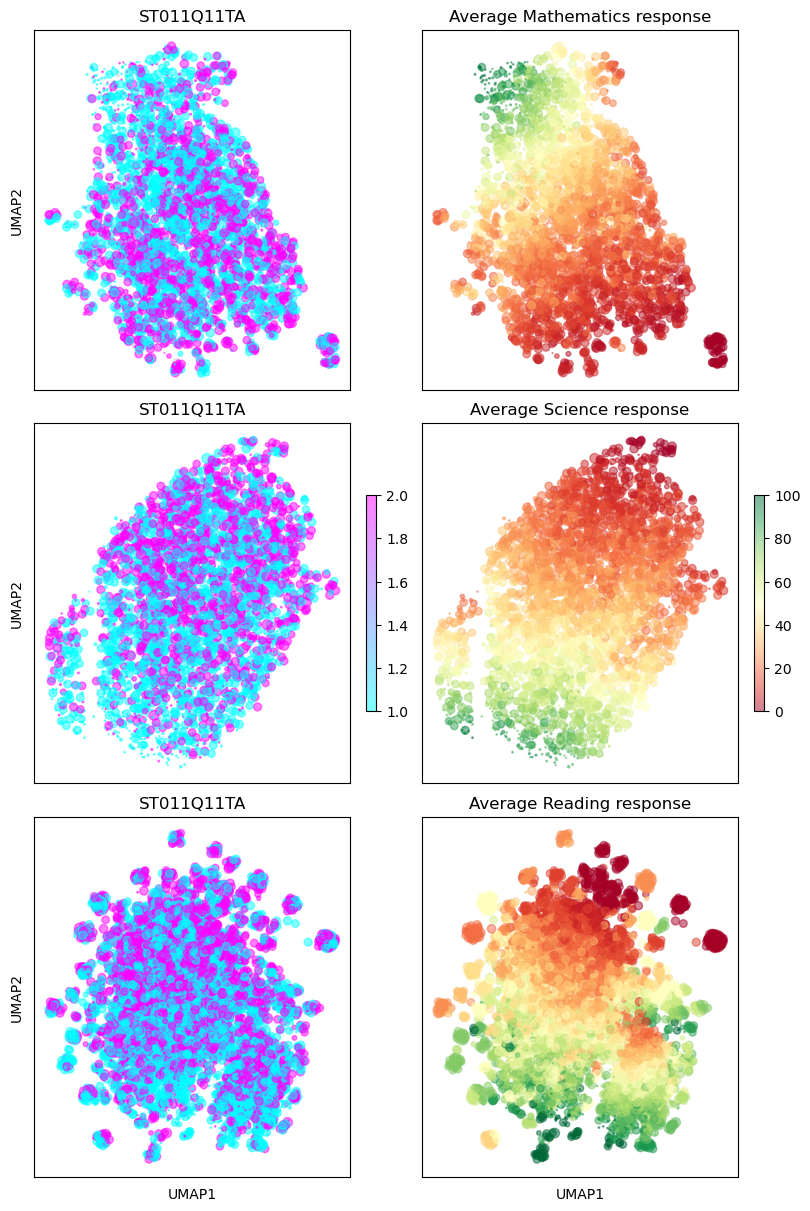 ST011Q11TA
Average Mathematics response
UMAP2
ST011Q11TA
Average Science response
UMAP2
2.0
1.8
1.6
1.4
1.2
1.0
100
80
60
40
20
0
ST011Q11TA
Average Reading response
UMAP2
UMAP1
UMAP1